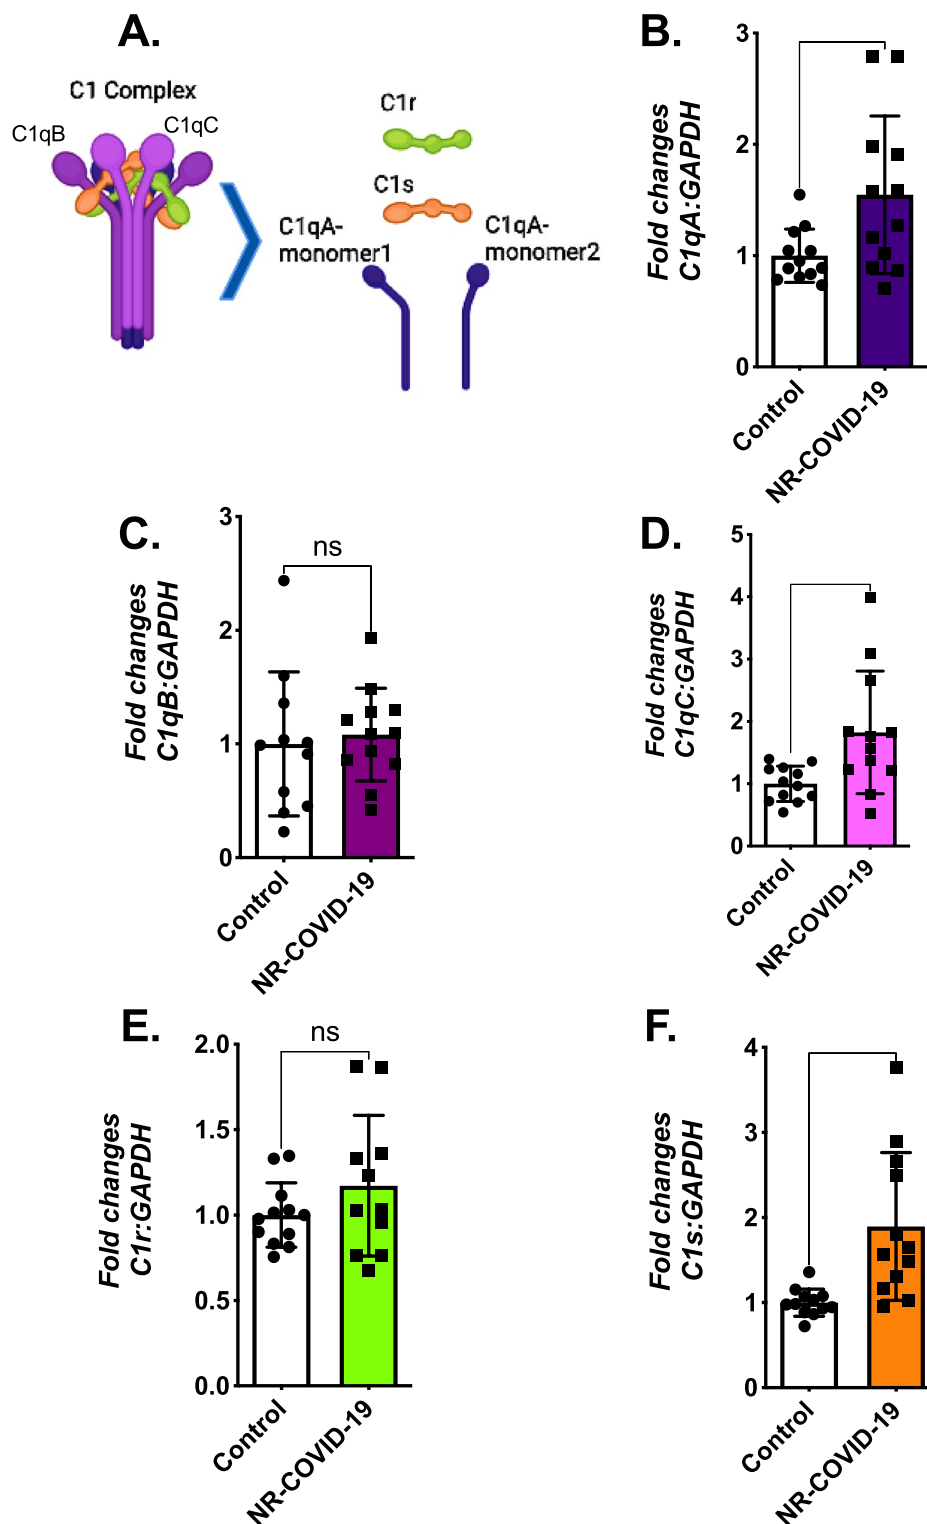 A.
C1 Complex
C1qB
C1qC
C1r
C1s
C1qA-
monomer1
C1qA-
monomer2
B.
Fold changes
C1qA:GAPDH
3
2
1
0
Control
NR-COVID-19
C.
Fold changes
C1qB:GAPDH
3
2
1
0
ns
Control
NR-COVID-19
D.
Fold changes
C1qC:GAPDH
5
4
3
2
1
0
Control
NR-COVID-19
E.
Fold changes
C1r:GAPDH
2.0
1.5
1.0
0.5
0.0
ns
Control
NR-COVID-19
F.
Fold changes
C1s:GAPDH
4
3
2
1
0
Control
NR-COVID-19